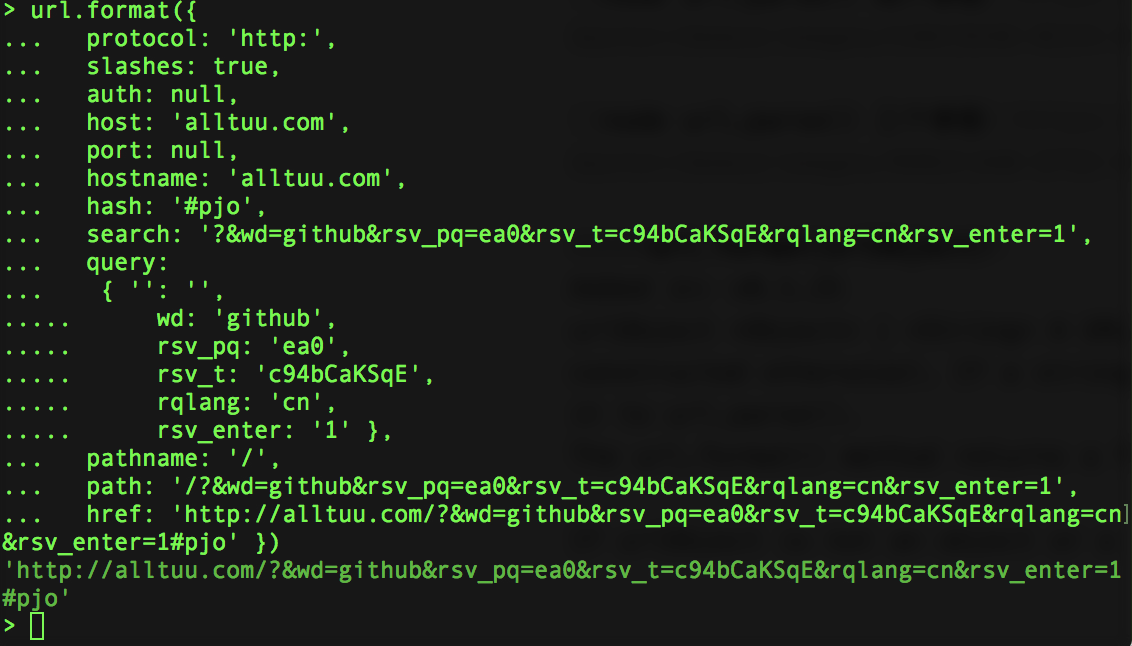 > url.format({
...   protocol: 'http:',
...   slashes: true,
...   auth: null,
...   host: 'alltuu.com',
...   port: null,
...   hostname: 'alltuu.com',
...   hash: '#pjo',
...   search: '?&wd=github&rsv_pq=ea0&rsv_t=c94bCaKSqE&rqlang=cn&rsv_enter=1',
...   query:
...    { '': '',
.....      wd: 'github',
.....      rsv_pq: 'ea0',
.....      rsv_t: 'c94bCaKSqE',
.....      rqlang: 'cn',
.....      rsv_enter: '1' },
...   pathname: '/',
...   path: '/?&wd=github&rsv_pq=ea0&rsv_t=c94bCaKSqE&rqlang=cn&rsv_enter=1',
...   href: 'http://alltuu.com/?&wd=github&rsv_pq=ea0&rsv_t=c94bCaKSqE&rqlang=cn
&rsv_enter=1#pjo' })
'http://alltuu.com/?&wd=github&rsv_pq=ea0&rsv_t=c94bCaKSqE&rqlang=cn&rsv_enter=1
#pjo'
>